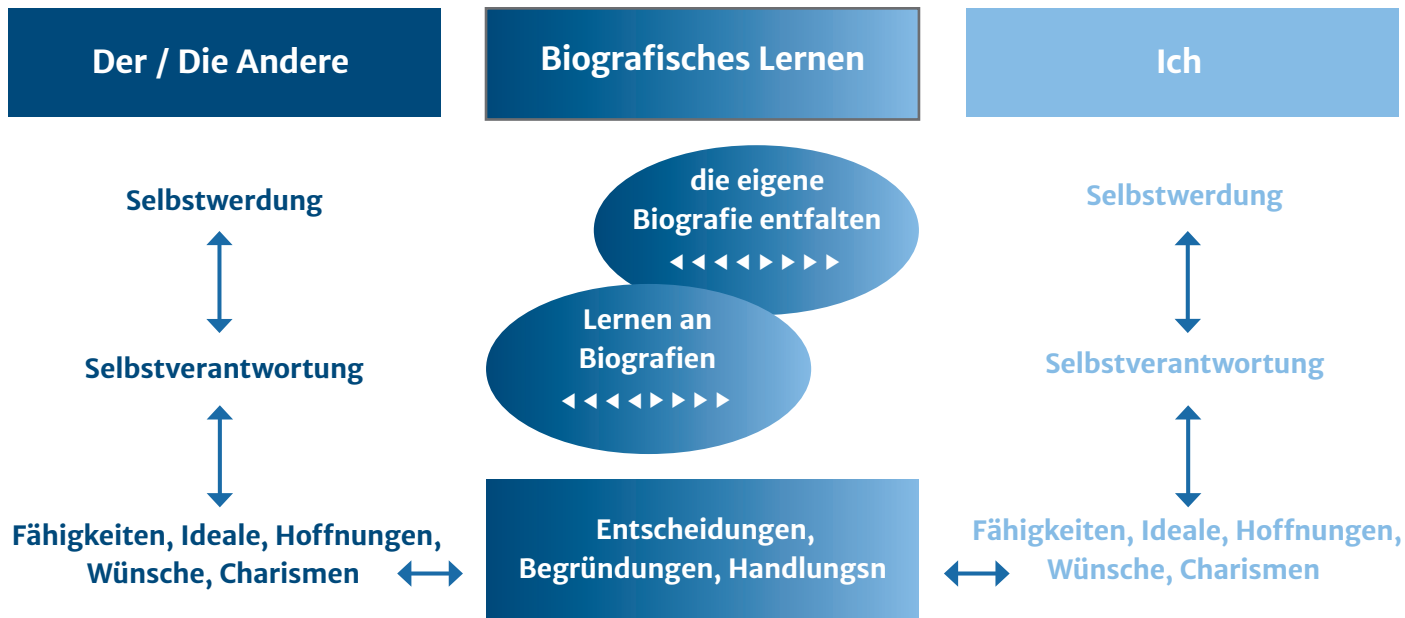 Der / Die Andere
Biografisches Lernen
Ich
Selbstwerdung
Selbstverantwortung
Fähigkeiten, Ideale, Hoffnungen,
Wünsche, Charismen
die eigene
Biografie entfalten
Lernen an
Biografien
Entscheidungen,
Begründungen, Handlungsn
Selbstwerdung
Selbstverantwortung
Fähigkeiten, Ideale, Hoffnungen,
Wünsche, Charismen